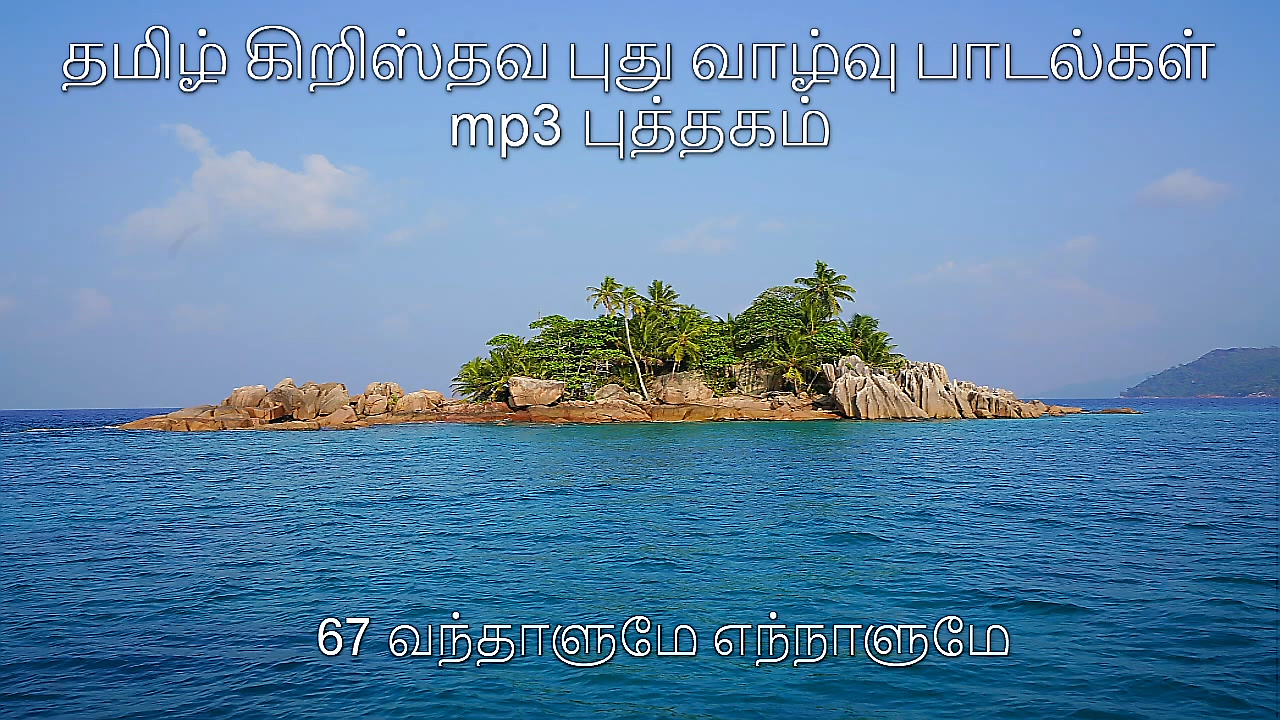 தமிழ் கிறிஸ்தவ புது வாழ்வு பாடல்கள்
mp3 புத்தகம்
67 வந்தாளுமே எந்நாளுமே